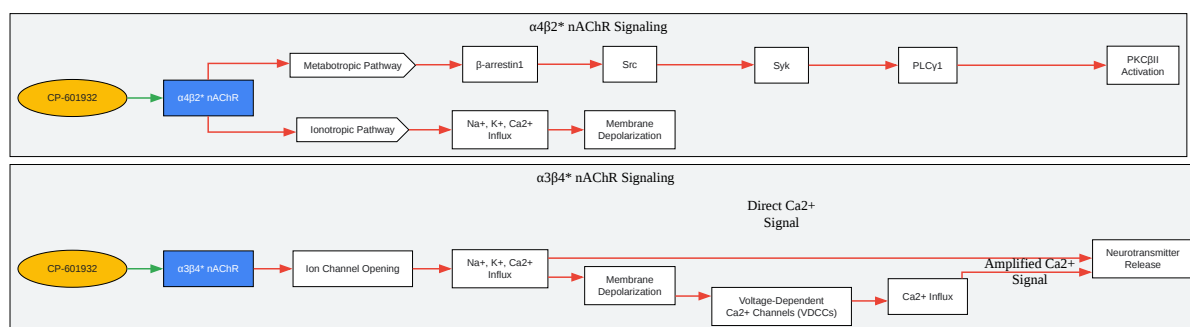 α4β2* nAChR Signaling
CP-601932
α4β2* nAChR
Metabotropic Pathway
β-arrestin1
Src
Syk
PLCγ1
PKCβII
Activation
Ionotropic Pathway
Na+, K+, Ca2+
Influx
Membrane
Depolarization
α3β4* nAChR Signaling
CP-601932
α3β4* nAChR
Ion Channel Opening
Na+, K+, Ca2+
Influx
Direct Ca2+
Signal
Membrane
Depolarization
Voltage-Dependent
Ca2+ Channels (VDCCs)
Ca2+ Influx
Amplified Ca2+
Signal
Neurotransmitter
Release